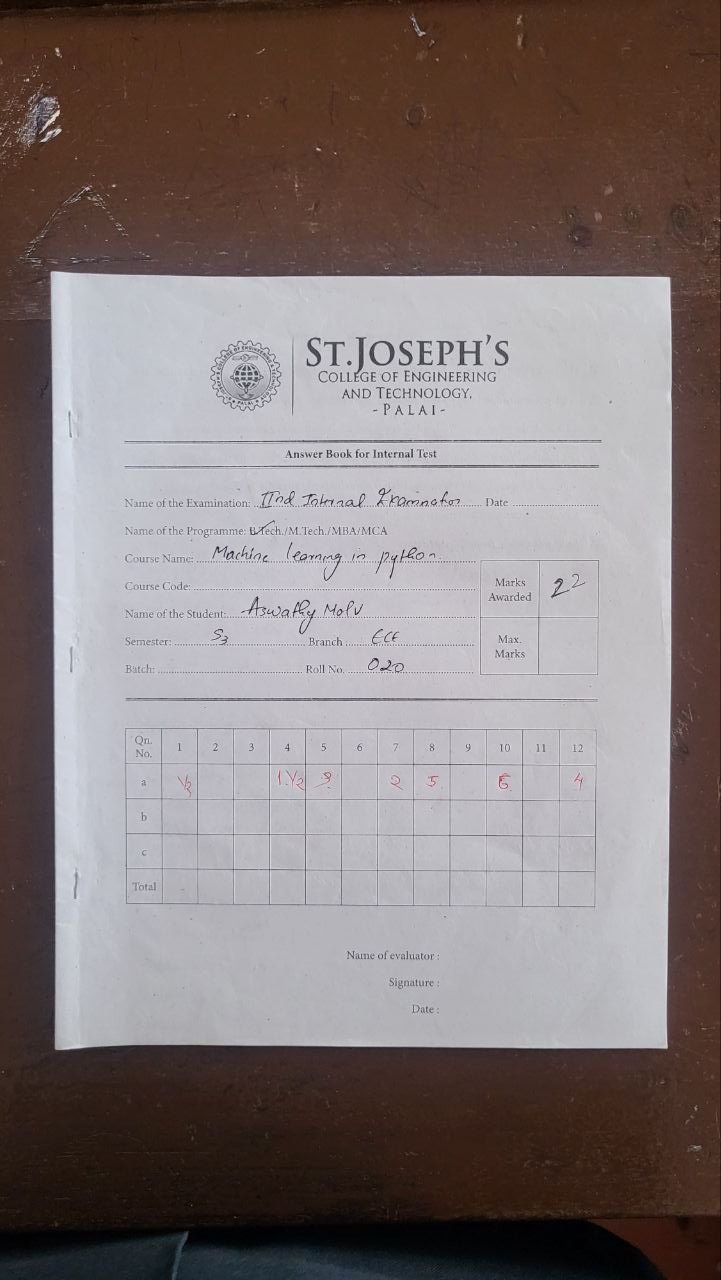 ST.JOSEPH'S
COLLEGE OF ENGINEERING
AND TECHNOLOGY,
- PALAI -
Answer Book for Internal Test
Name of the Examination: IInd Internal Examination Date
Name of the Programme: B.Tech./M.Tech./MBA/MCA
Course Name: Machine learning in python
Course Code:
Marks Awarded 22
Name of the Student: Aswathy Molu
Semester: S3 Branch ECE
Max. Marks
Batch: Roll No. 020
Qn. No. 1 2 3 4 5 6 7 8 9 10 11 12
a 1/2 1.1/2 2 5 4
b
c
Total
Name of evaluator :
Signature :
Date :